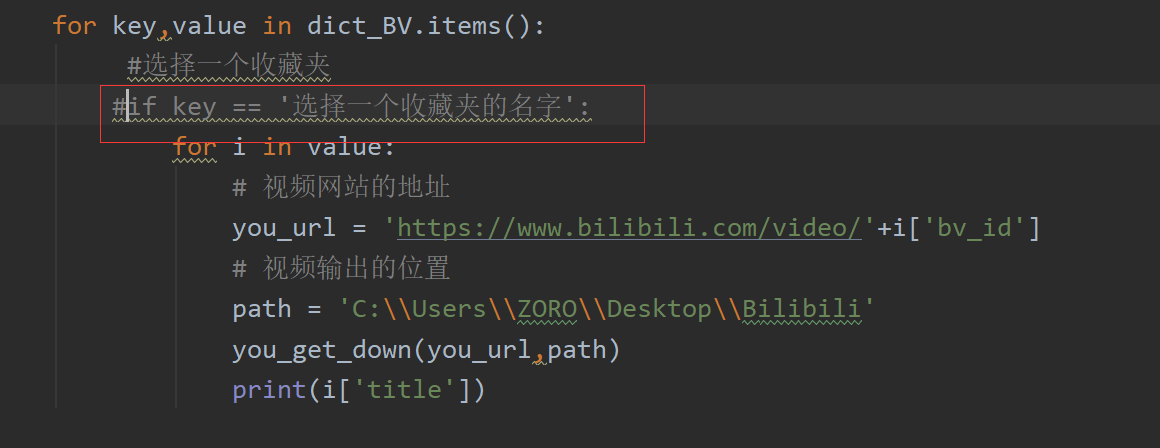 for key,value in dict_BV.items():
#选择一个收藏夹
#if key == '选择一个收藏夹的名字':
for i in value:
# 视频网站的地址
you_url = 'https://www.bilibili.com/video/'+i['bv_id']
# 视频输出的位置
path = 'C:\\Users\\ZORO\\Desktop\\Bilibili'
you_get_down(you_url,path)
print(i['title'])